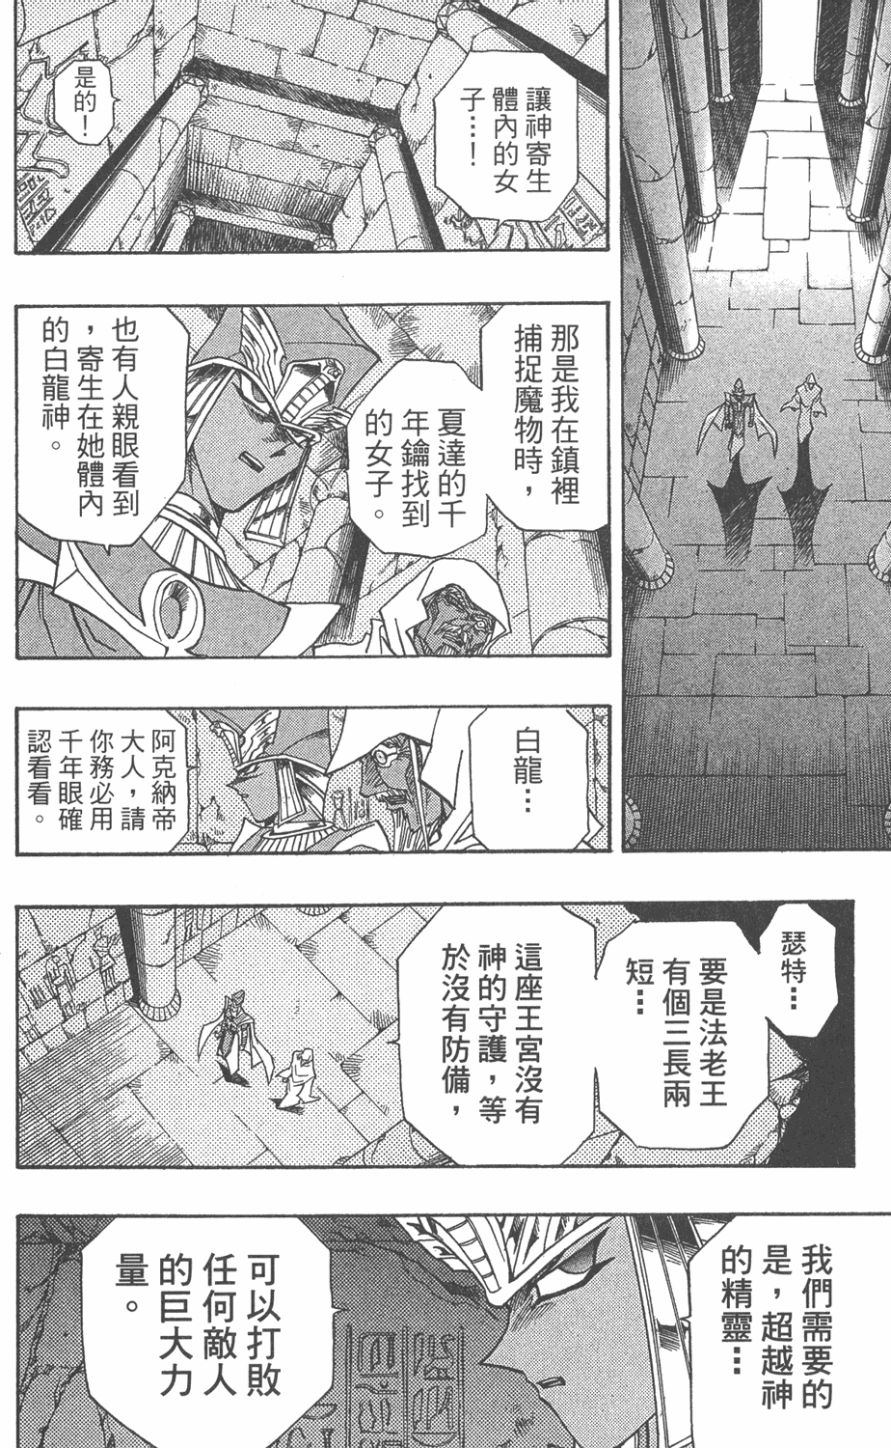 讓神寄生
體內的女
子…！
是的！
那是我在鎮裡
捕捉魔物時，
夏達的千
年鑰找到
的女子。
也有人親眼看到
，寄生在她體內
的白龍神。
白龍…
阿克納帝
大人，請
你務必用
千年眼確
認看看。
瑟特…
要是法老王
有個三長兩
短…
這座王宮沒有
神的守護，等
於沒有防備，
我們需要的
是，超越神
的精靈…
可以打敗
任何敵人
的巨大力
量。